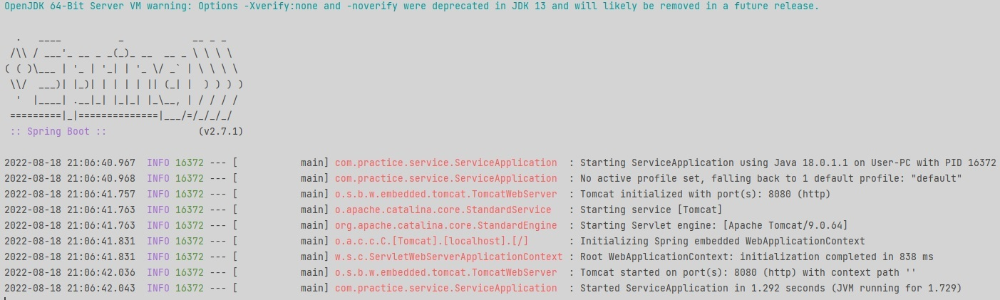 OpenJDK 64-Bit Server VM warning: Options -Xverify:none and -noverify were deprecated in JDK 13 and will likely be removed in a future release.
  .   ____          _            __ _ _
 /\\ / ___'_ __ _ _(_)_ __  __ _ \ \ \ \
( ( )\___ | '_ | '_| | '_ \/ _` | \ \ \ \
 \\/  ___)| |_)| | | | | || (_| |  ) ) ) )
  '  |____| .__|_| |_|_| |_\__, | / / / /
 =========|_|==============|___/=/_/_/_/
 :: Spring Boot ::                (v2.7.1)
2022-08-18 21:06:40.967  INFO 16372 --- [           main] com.practice.service.ServiceApplication  : Starting ServiceApplication using Java 18.0.1.1 on User-PC with PID 16372
2022-08-18 21:06:40.968  INFO 16372 --- [           main] com.practice.service.ServiceApplication  : No active profile set, falling back to 1 default profile: "default"
2022-08-18 21:06:41.757  INFO 16372 --- [           main] o.s.b.w.embedded.tomcat.TomcatWebServer  : Tomcat initialized with port(s): 8080 (http)
2022-08-18 21:06:41.763  INFO 16372 --- [           main] o.apache.catalina.core.StandardService   : Starting service [Tomcat]
2022-08-18 21:06:41.763  INFO 16372 --- [           main] org.apache.catalina.core.StandardEngine  : Starting Servlet engine: [Apache Tomcat/9.0.64]
2022-08-18 21:06:41.831  INFO 16372 --- [           main] o.a.c.c.C.[Tomcat].[localhost].[/]       : Initializing Spring embedded WebApplicationContext
2022-08-18 21:06:41.831  INFO 16372 --- [           main] w.s.c.ServletWebServerApplicationContext : Root WebApplicationContext: initialization completed in 838 ms
2022-08-18 21:06:42.036  INFO 16372 --- [           main] o.s.b.w.embedded.tomcat.TomcatWebServer  : Tomcat started on port(s): 8080 (http) with context path ''
2022-08-18 21:06:42.043  INFO 16372 --- [           main] com.practice.service.ServiceApplication  : Started ServiceApplication in 1.292 seconds (JVM running for 1.729)